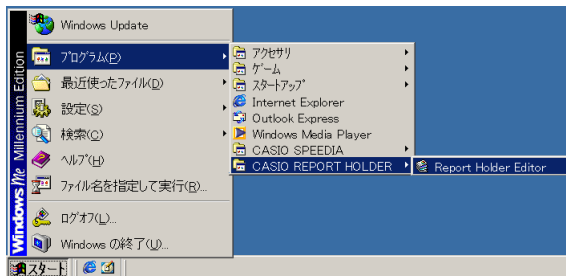 Windows Update
プログラム(P)
最近使ったファイル(D)
設定(S)
検索(C)
ヘルプ(H)
ファイル名を指定して実行(R)...
ログオフ(L)...
Windows の終了(U)...
Windows Me Millennium Edition
アクセサリ
ゲーム
スタートアップ
Internet Explorer
Outlook Express
Windows Media Player
CASIO SPEEDIA
CASIO REPORT HOLDER
Report Holder Editor
スタート